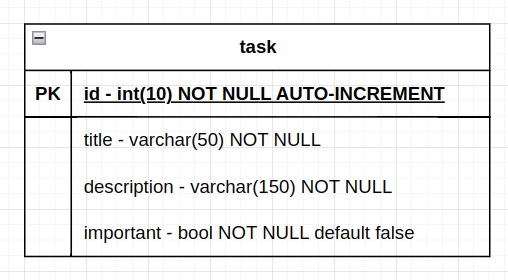 task
PK id - int(10) NOT NULL AUTO-INCREMENT
title - varchar(50) NOT NULL
description - varchar(150) NOT NULL
important - bool NOT NULL default false